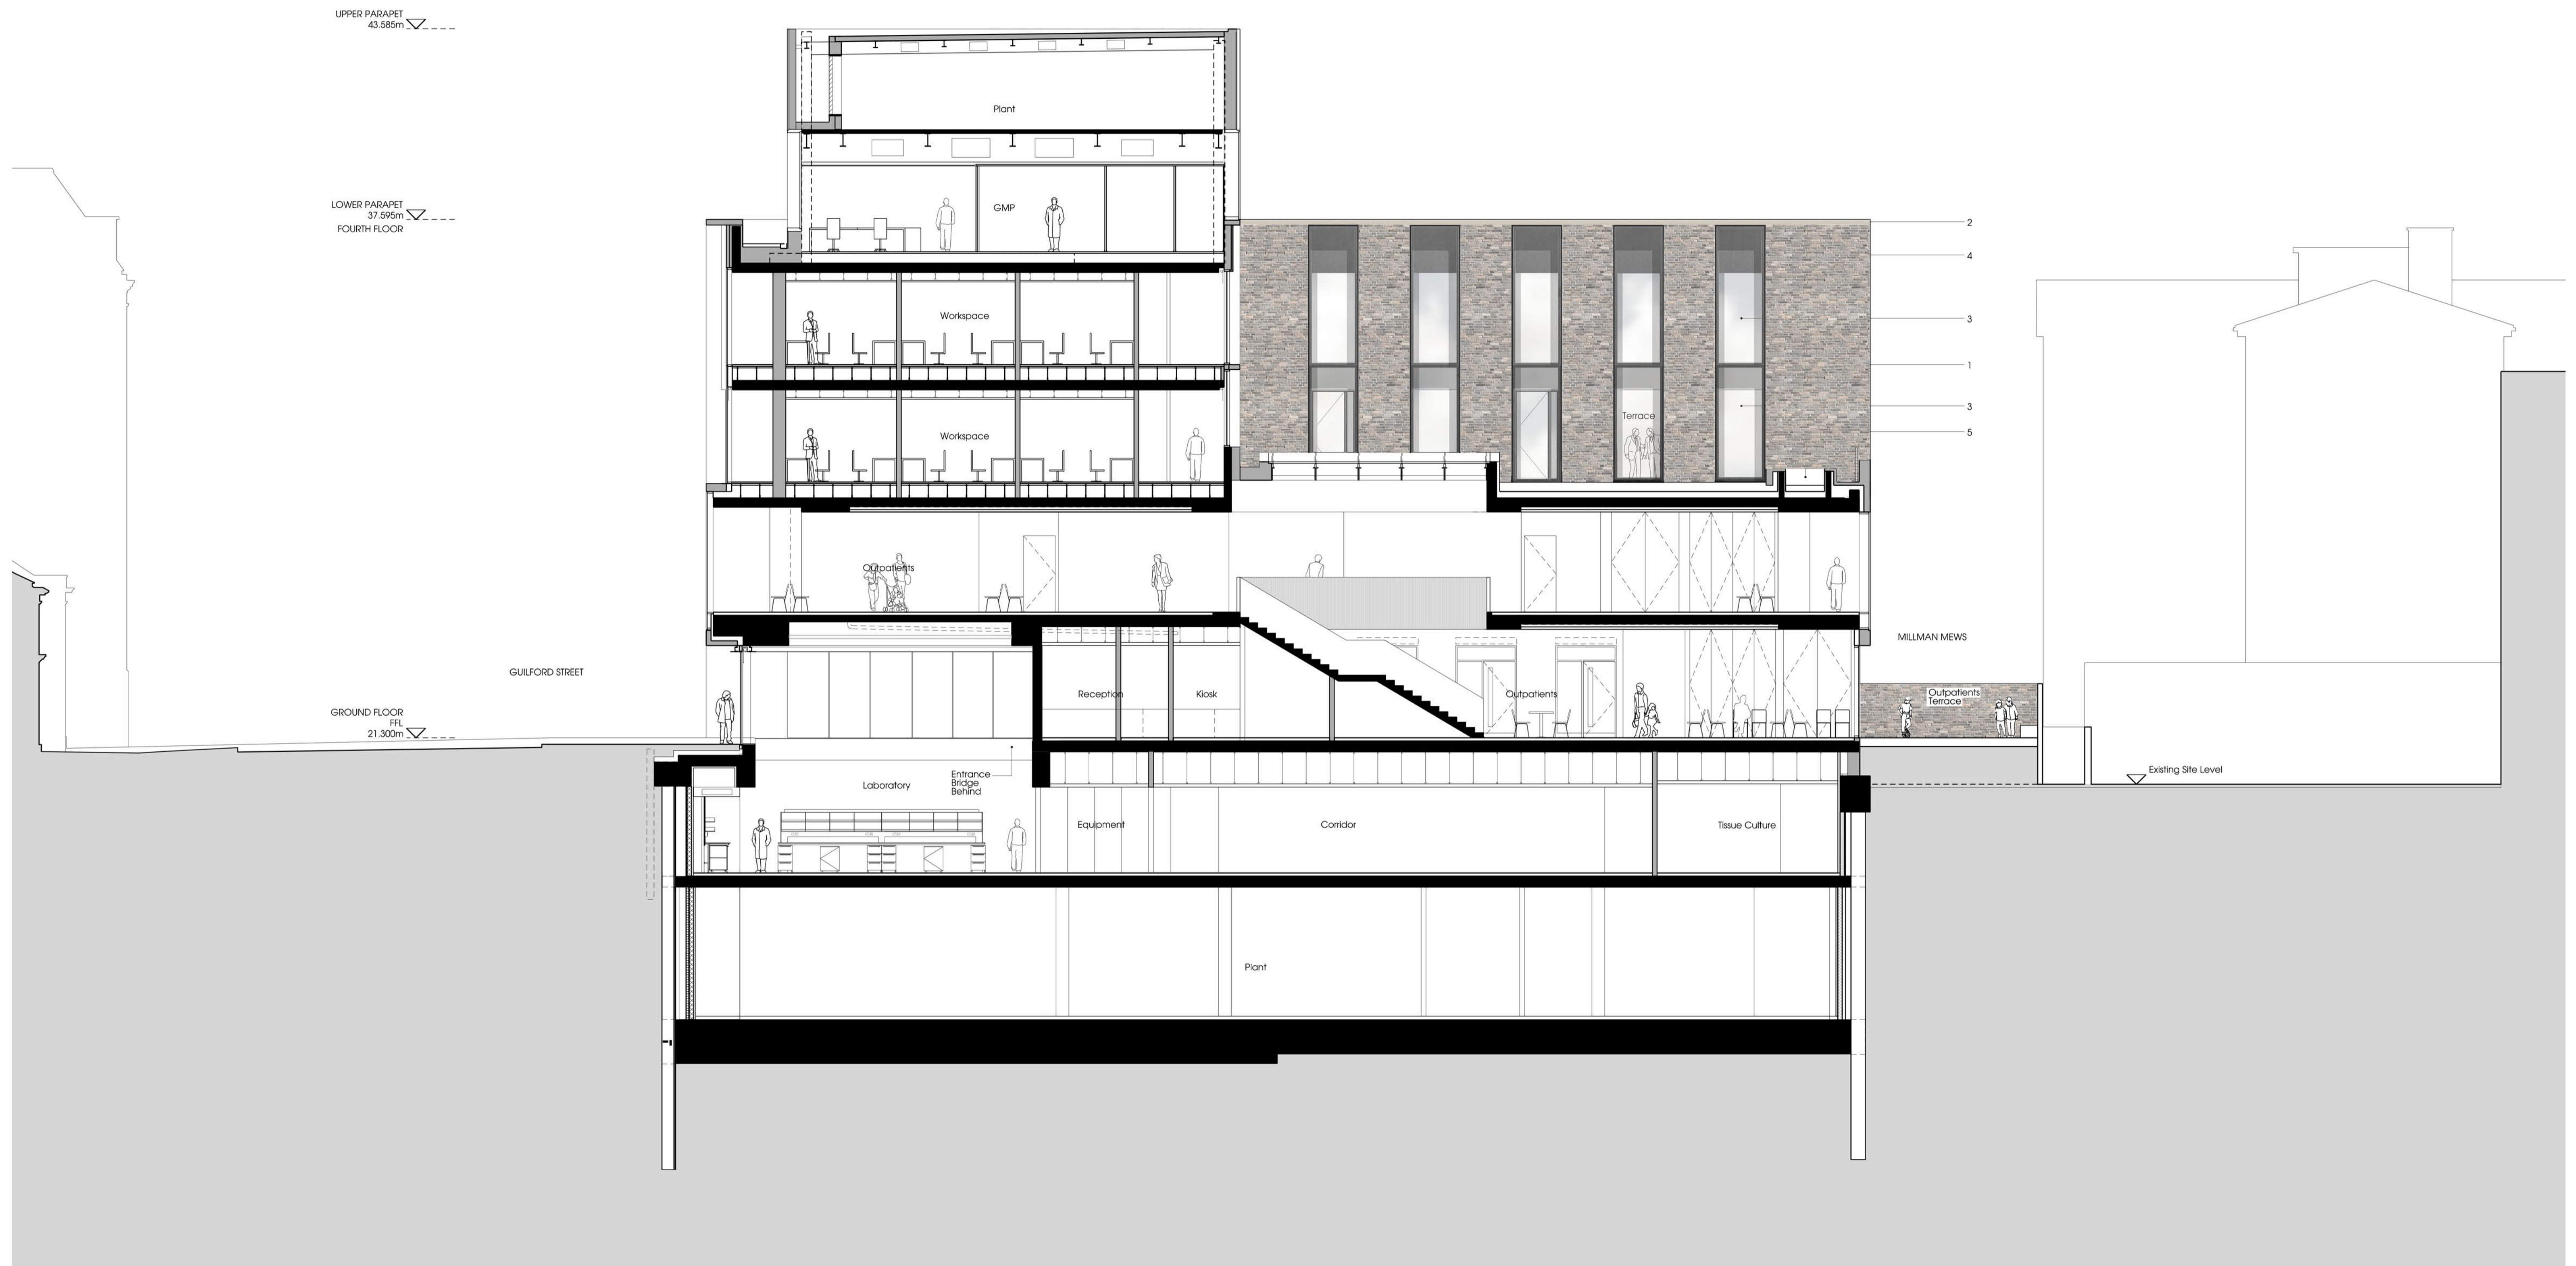 UPPER PARAPET
43.585m
Plant
LOWER PARAPET
37.595m
FOURTH FLOOR
GMP
2
4
Workspace
3
1
3
Terrace
5
Workspace
Outpatients
MILLMAN MEWS
GUILFORD STREET
Reception
Kiosk
Outpatients
Outpatients
Terrace
GROUND FLOOR
FFL
21.300m
Existing Site Level
Entrance
Bridge
Behind
Laboratory
Equipment
Corridor
Tissue Culture
Plant